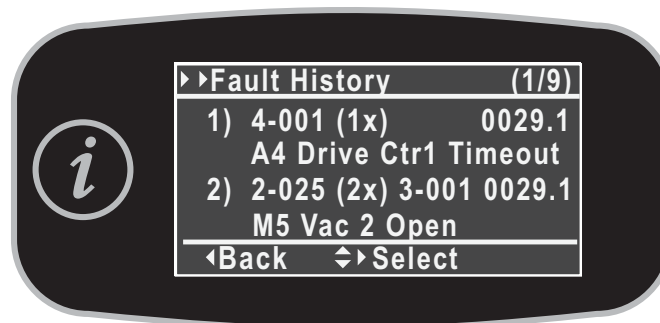 Fault History (1/9)
1) 4-001 (1x) 0029.1
A4 Drive Ctr1 Timeout
2) 2-025 (2x) 3-001 0029.1
M5 Vac 2 Open
Back Select
i